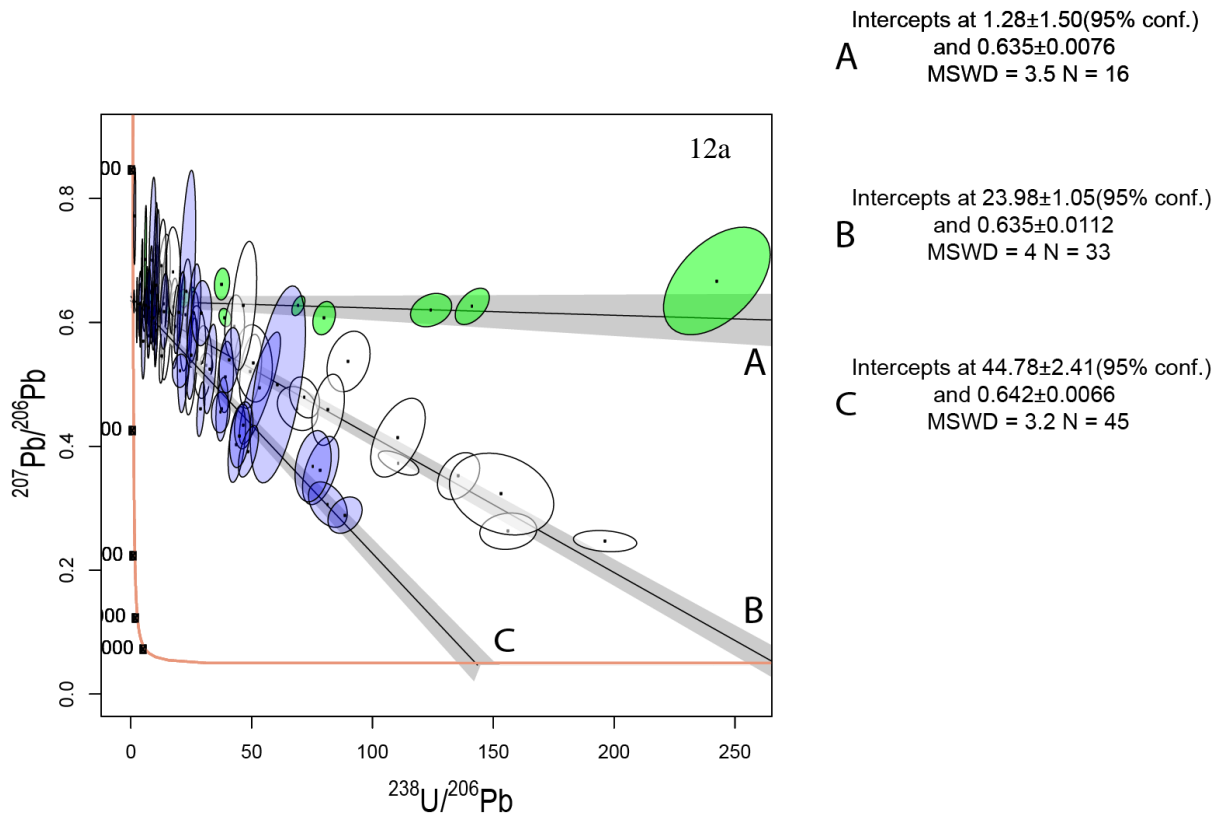 Intercepts at 1.28±1.50(95% conf.)
A
and 0.635±0.0076
MSWD = 3.5 N = 16
Intercepts at 23.98±1.05(95% conf.)
B
and 0.635±0.0112
MSWD = 4 N = 33
Intercepts at 44.78±2.41(95% conf.)
C
and 0.642±0.0066
MSWD = 3.2 N = 45
12a
00
00
00
000
000
A
B
C
0.8
0.6
0.4
0.2
0.0
²⁰⁷Pb/²⁰⁶Pb
0 50 100 150 200 250
²³⁸U/²⁰⁶Pb